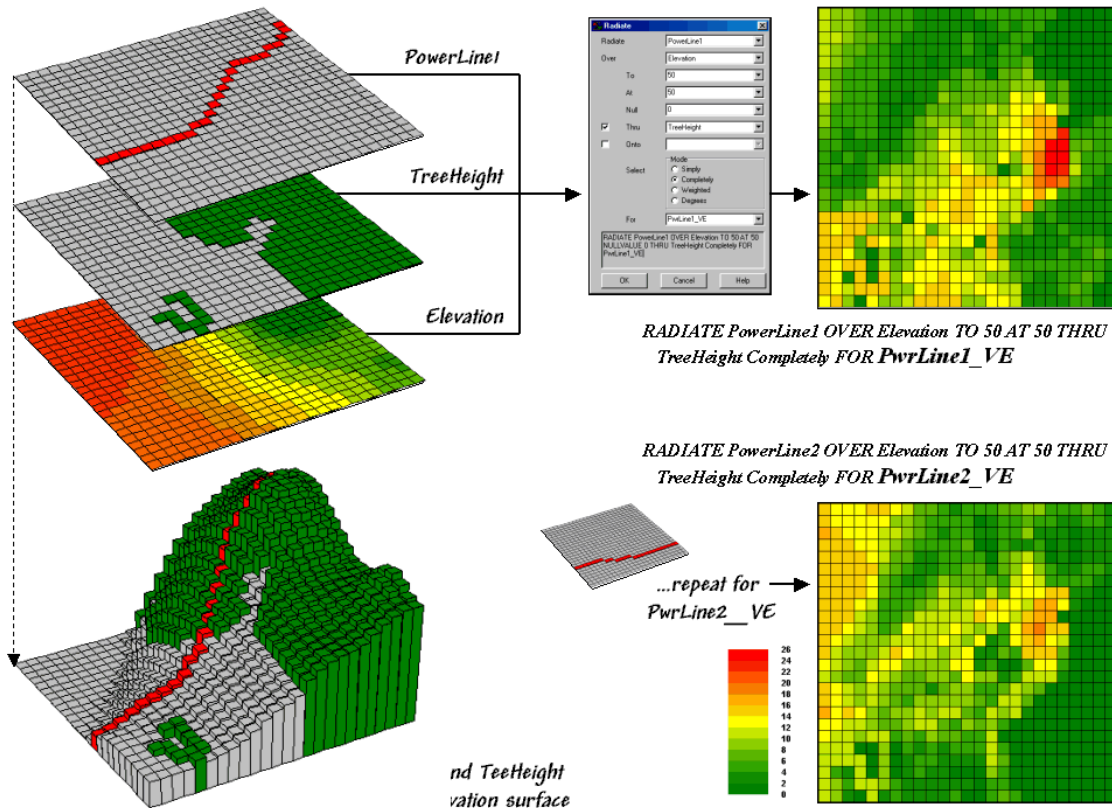 PowerLine1
TreeHeight
Elevation
Radiate
Radiate PowerLine1
Over Elevation
To 50
At 50
Null 0
Thru TreeHeight
Onto
Select
Mode
Simply
Completely
Weighted
Degrees
For PwrLine1_VE
RADIATE PowerLine1 OVER Elevation TO 50 AT 50
NULLVALUE 0 THRU TreeHeight Completely FOR
PwrLine1_VE
OK Cancel Help
RADIATE PowerLine1 OVER Elevation TO 50 AT 50 THRU
TreeHeight Completely FOR PwrLine1_VE
RADIATE PowerLine2 OVER Elevation TO 50 AT 50 THRU
TreeHeight Completely FOR PwrLine2_VE
...repeat for
PwrLine2__VE
26
24
22
20
18
16
14
12
10
8
6
4
2
0
nd TeeHeight
vation surface